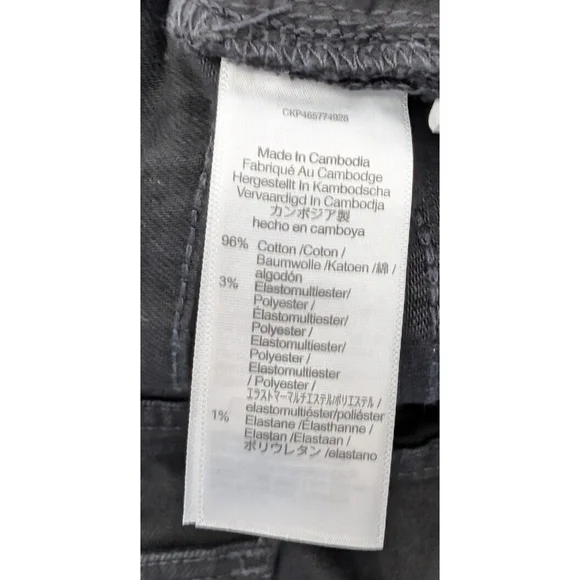 CKP465774928
Made In Cambodia
Fabriqué Au Cambodge
Hergestellt In Kambodscha
Vervaardigd In Cambodja
カンボジア製
hecho en camboya
96% Cotton /Coton /
Baumwolle /Katoen /綿 /
algodón
3% Elastomultiester/
Polyester /
Élastomultiester/
Polyester /
Elastomultiester/
Polyester /
Elastomultiester
/ Polyester /
エラストマーマルチエステル/ポリエステル /
elastomultiéster/poliéster
1% Elastane /Élasthanne /
Elastan /Elastaan /
ポリウレタン /elastano